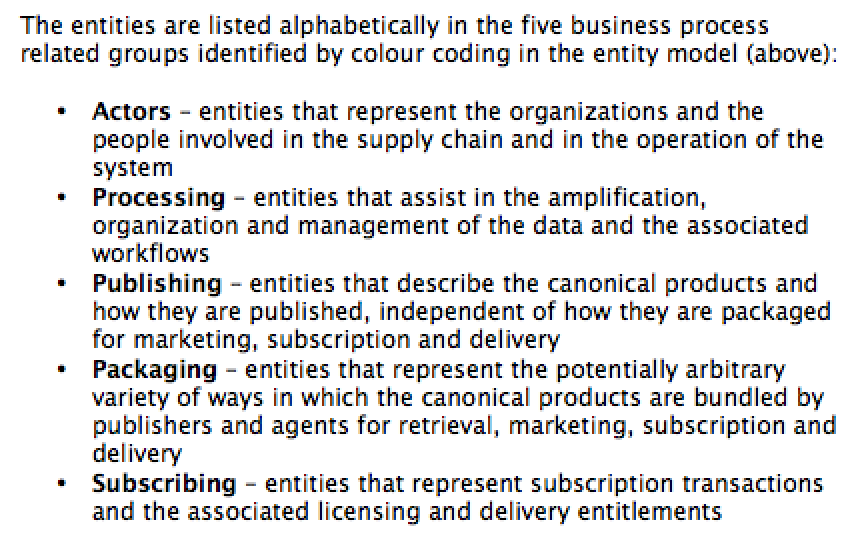 The entities are listed alphabetically in the five business process
related groups identified by colour coding in the entity model (above):
• Actors – entities that represent the organizations and the
people involved in the supply chain and in the operation of the
system
• Processing – entities that assist in the amplification,
organization and management of the data and the associated
workflows
• Publishing – entities that describe the canonical products and
how they are published, independent of how they are packaged
for marketing, subscription and delivery
• Packaging – entities that represent the potentially arbitrary
variety of ways in which the canonical products are bundled by
publishers and agents for retrieval, marketing, subscription and
delivery
• Subscribing – entities that represent subscription transactions
and the associated licensing and delivery entitlements